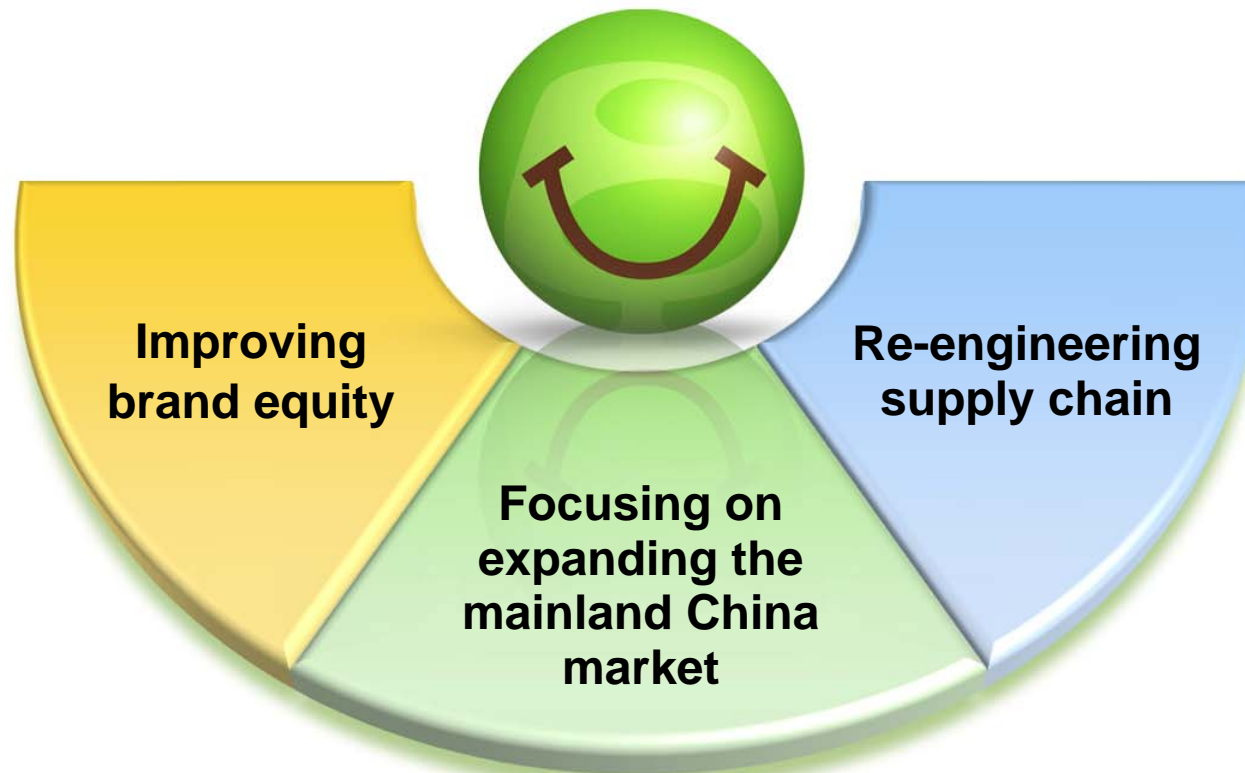 Improving
brand equity
Focusing on
expanding the
mainland China
market
Re-engineering
supply chain